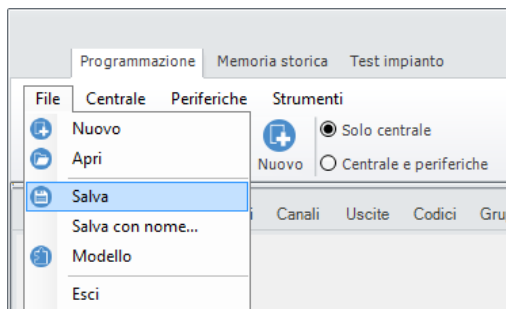 Programmazione Memoria storica Test impianto
File Centrale Periferiche Strumenti
Nuovo
Apri
Salva
Salva con nome...
Modello
Esci
Nuovo
Solo centrale
Centrale e periferiche
Canali Uscite Codici